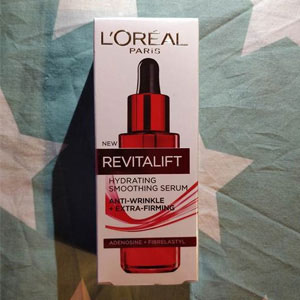 L'ORÉAL
PARIS
NEW
REVITALIFT
HYDRATING
SMOOTHING SERUM
ANTI-WRINKLE
+ EXTRA-FIRMING
ADENOSINE + FIBRELASTYL